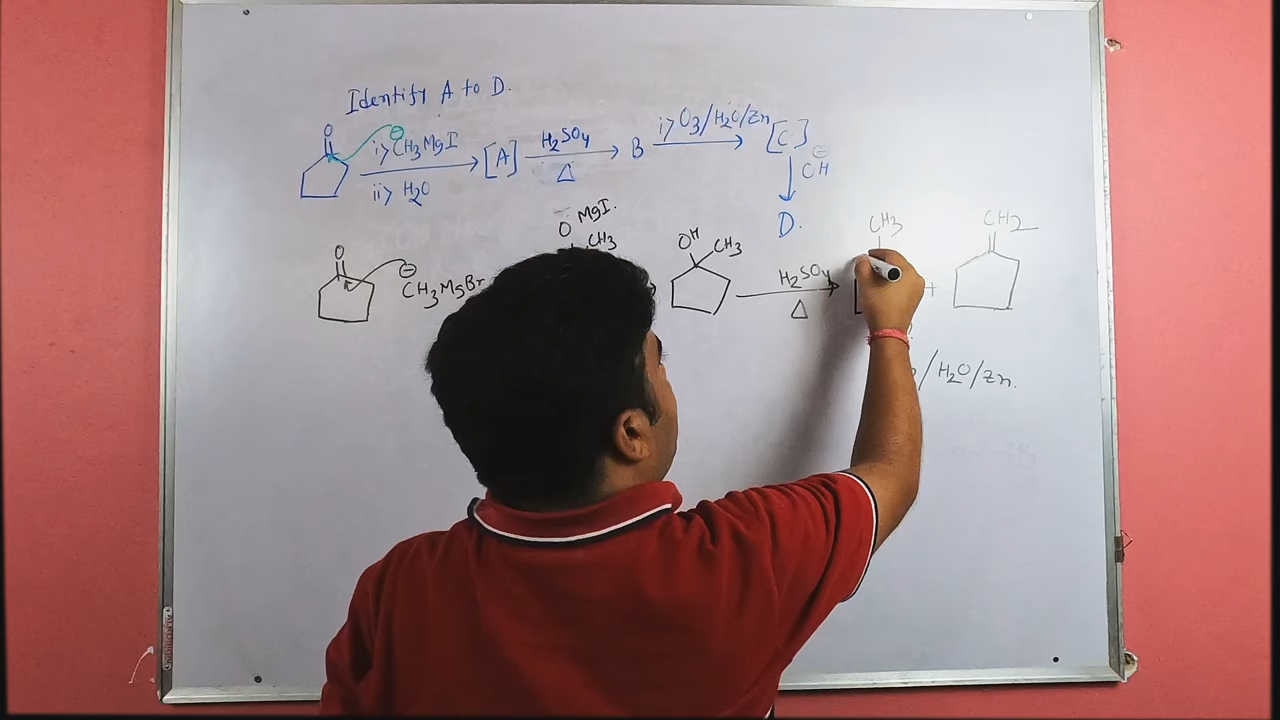 Identify A to D.
O
i> CH3MgI
ii> H2O
⊖
[A]
H2SO4
Δ
B
i> O3/H2O/Zn
[C]
⊖
OH
D.
O
⊖
CH3MgBr
O MgI.
CH3
OH
CH3
H2SO4
Δ
CH3
+
CH2
/H2O/Zn.